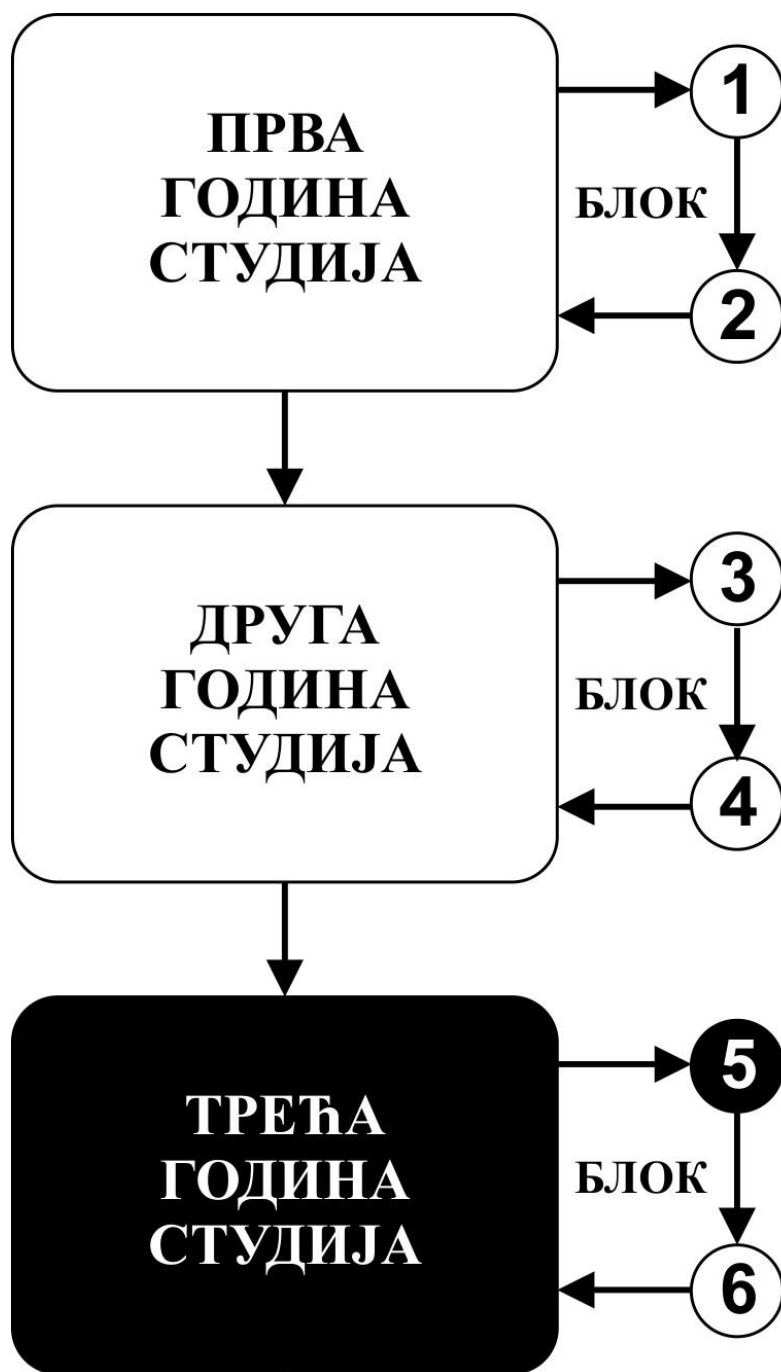 ПРВА
ГОДИНА
СТУДИЈА
1
БЛОК
2
ДРУГА
ГОДИНА
СТУДИЈА
3
БЛОК
4
ТРЕЋА
ГОДИНА
СТУДИЈА
5
БЛОК
6